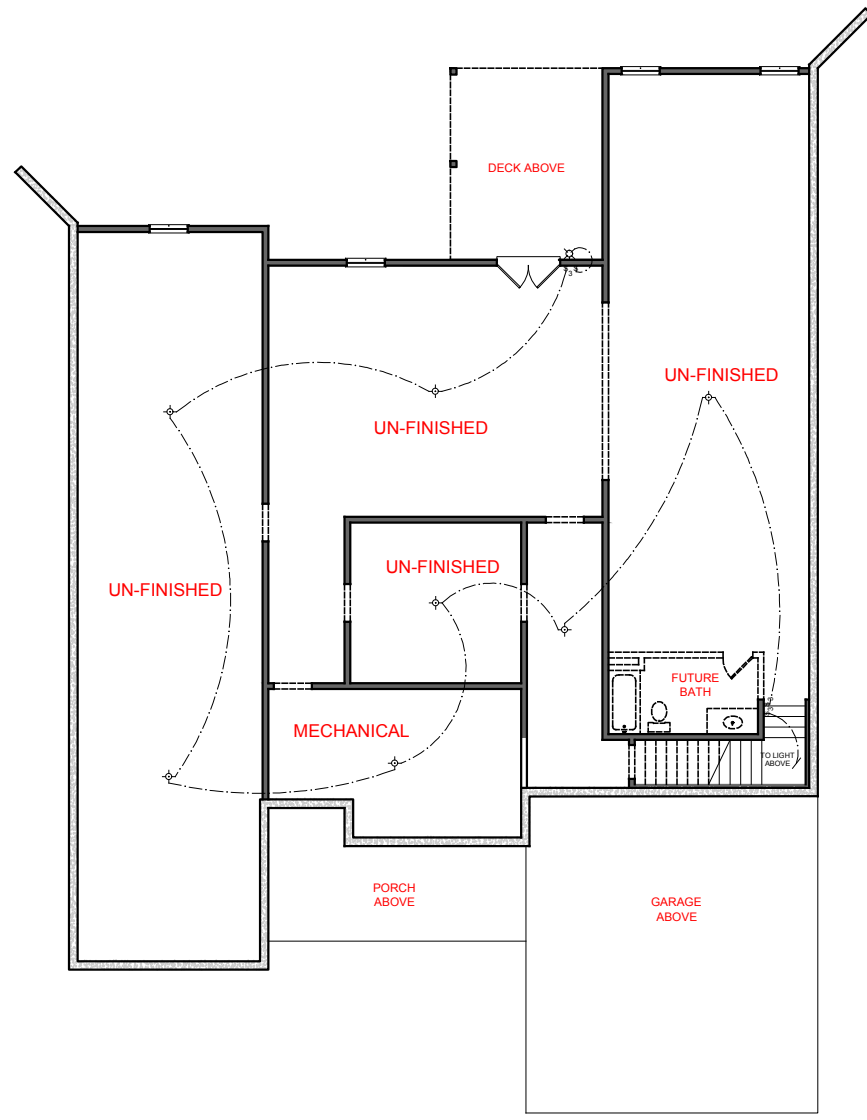 DECK ABOVE
UN-FINISHED
UN-FINISHED
UN-FINISHED
UN-FINISHED
FUTURE
BATH
MECHANICAL
TO LIGHT
ABOVE
PORCH
ABOVE
GARAGE
ABOVE